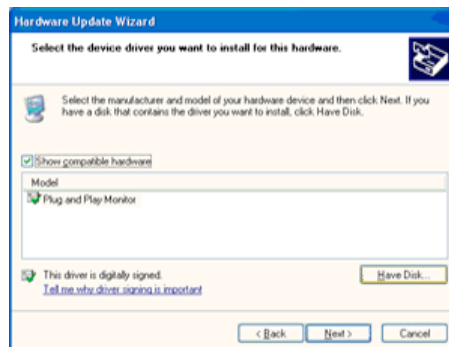 Hardware Update Wizard
Select the device driver you want to install for this hardware.
Select the manufacturer and model of your hardware device and then click Next. If you
have a disk that contains the driver you want to install, click Have Disk.
Show compatible hardware
Model
Plug and Play Monitor
This driver is digitally signed.
Have Disk...
Tell me why driver signing is important
< Back
Next >
Cancel